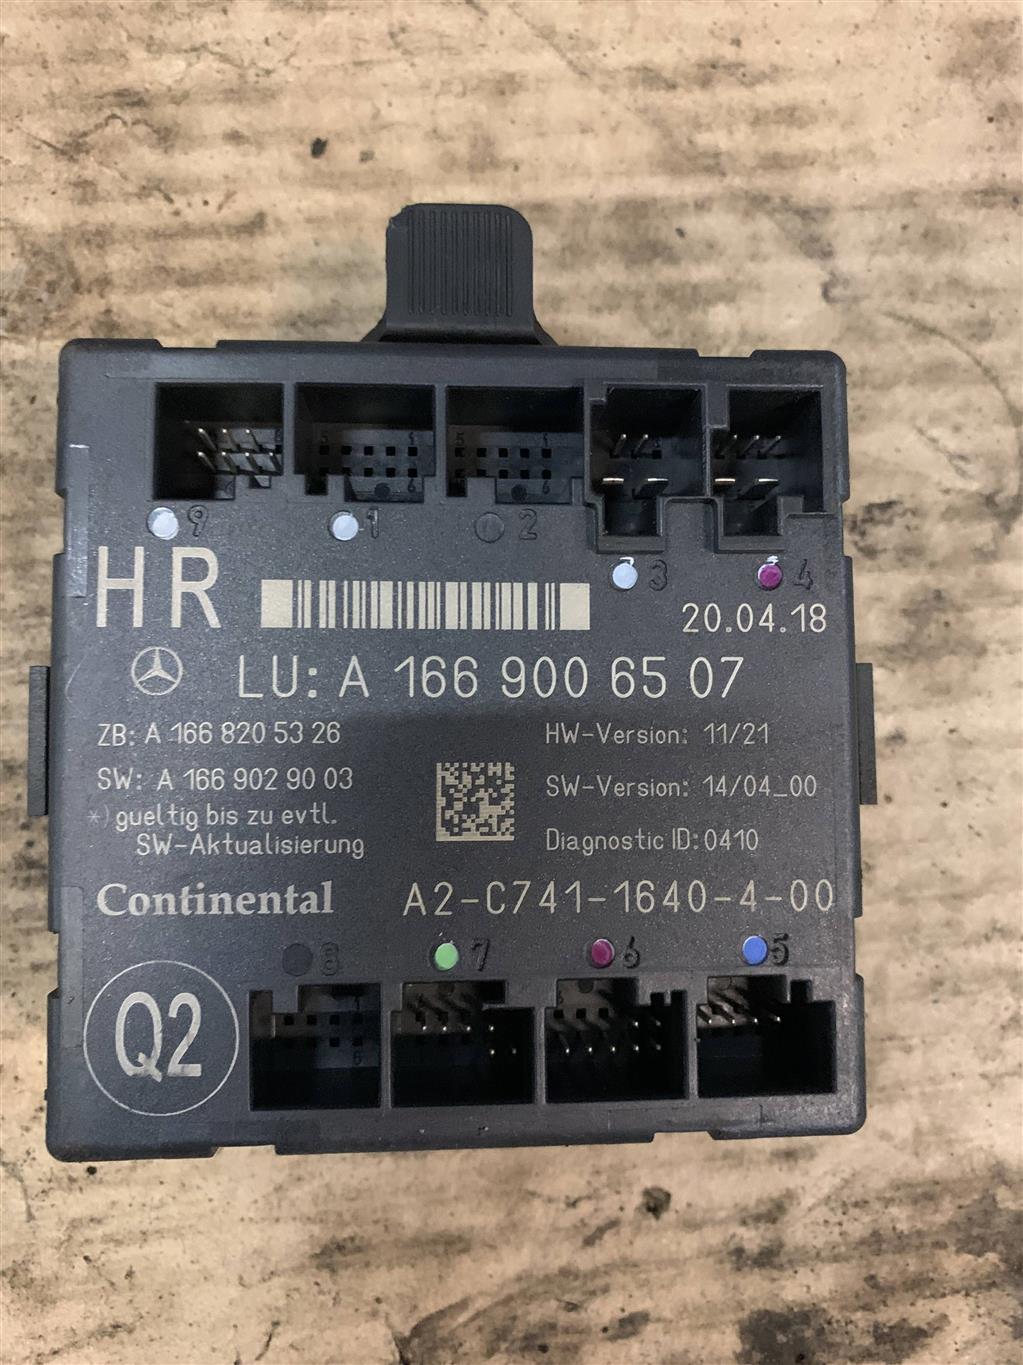 9 1 2 3 4
HR
20.04.18
LU: A 166 900 65 07
ZB: A 166 820 53 26
HW-Version: 11/21
SW: A 166 902 90 03
SW-Version: 14/04_00
*) gueltig bis zu evtl.
SW-Aktualisierung
Diagnostic ID: 0410
Continental
A2-C741-1640-4-00
8 7 6 5
Q2